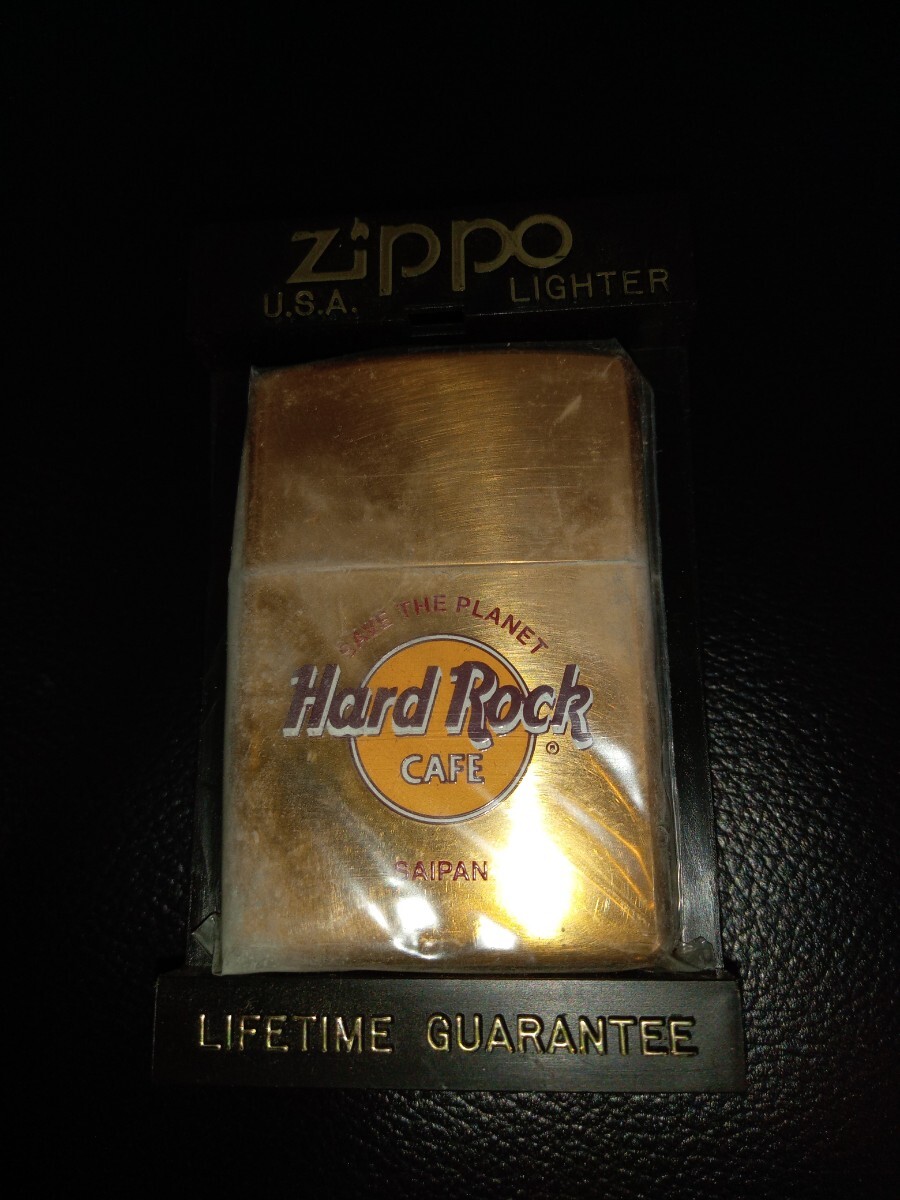 Zippo
U.S.A. LIGHTER
SAVE THE PLANET
Hard Rock
®
CAFE
SAIPAN
LIFETIME GUARANTEE